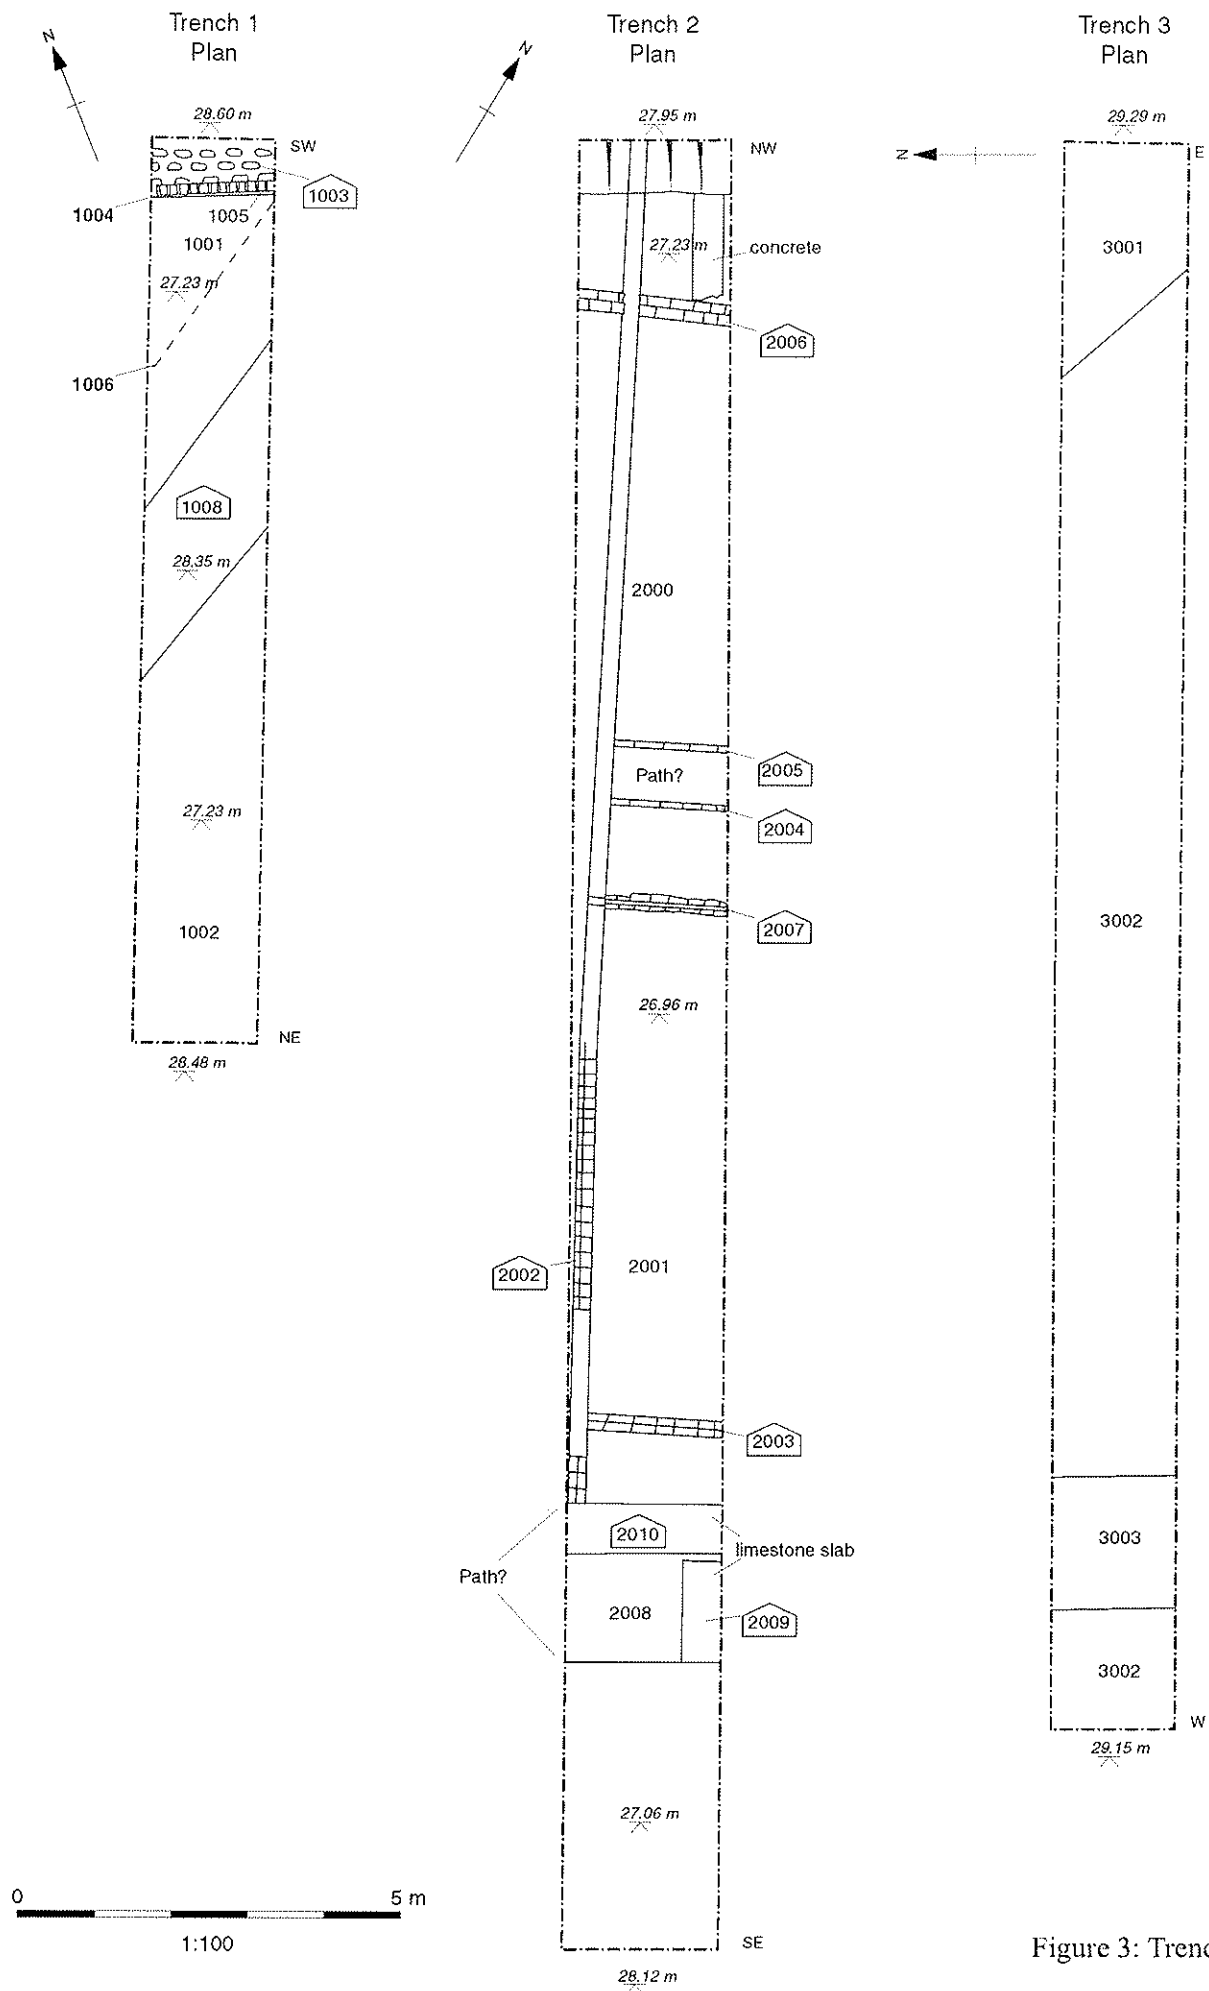 Trench 1
Plan
N
28.60 m
SW
1003
1004
1005
1001
27.23 m
1006
1008
28.35 m
27.23 m
1002
NE
28.48 m
Trench 2
Plan
N
27.95 m
NW
27.23 m
concrete
2006
2000
2005
Path?
2004
2007
26.96 m
2002
2001
2003
2010
limestone slab
Path?
2008
2009
27.06 m
SE
28.12 m
Trench 3
Plan
29.29 m
N
E
3001
3002
3003
3002
W
29.15 m
0
5 m
1:100
Figure 3: Trenc